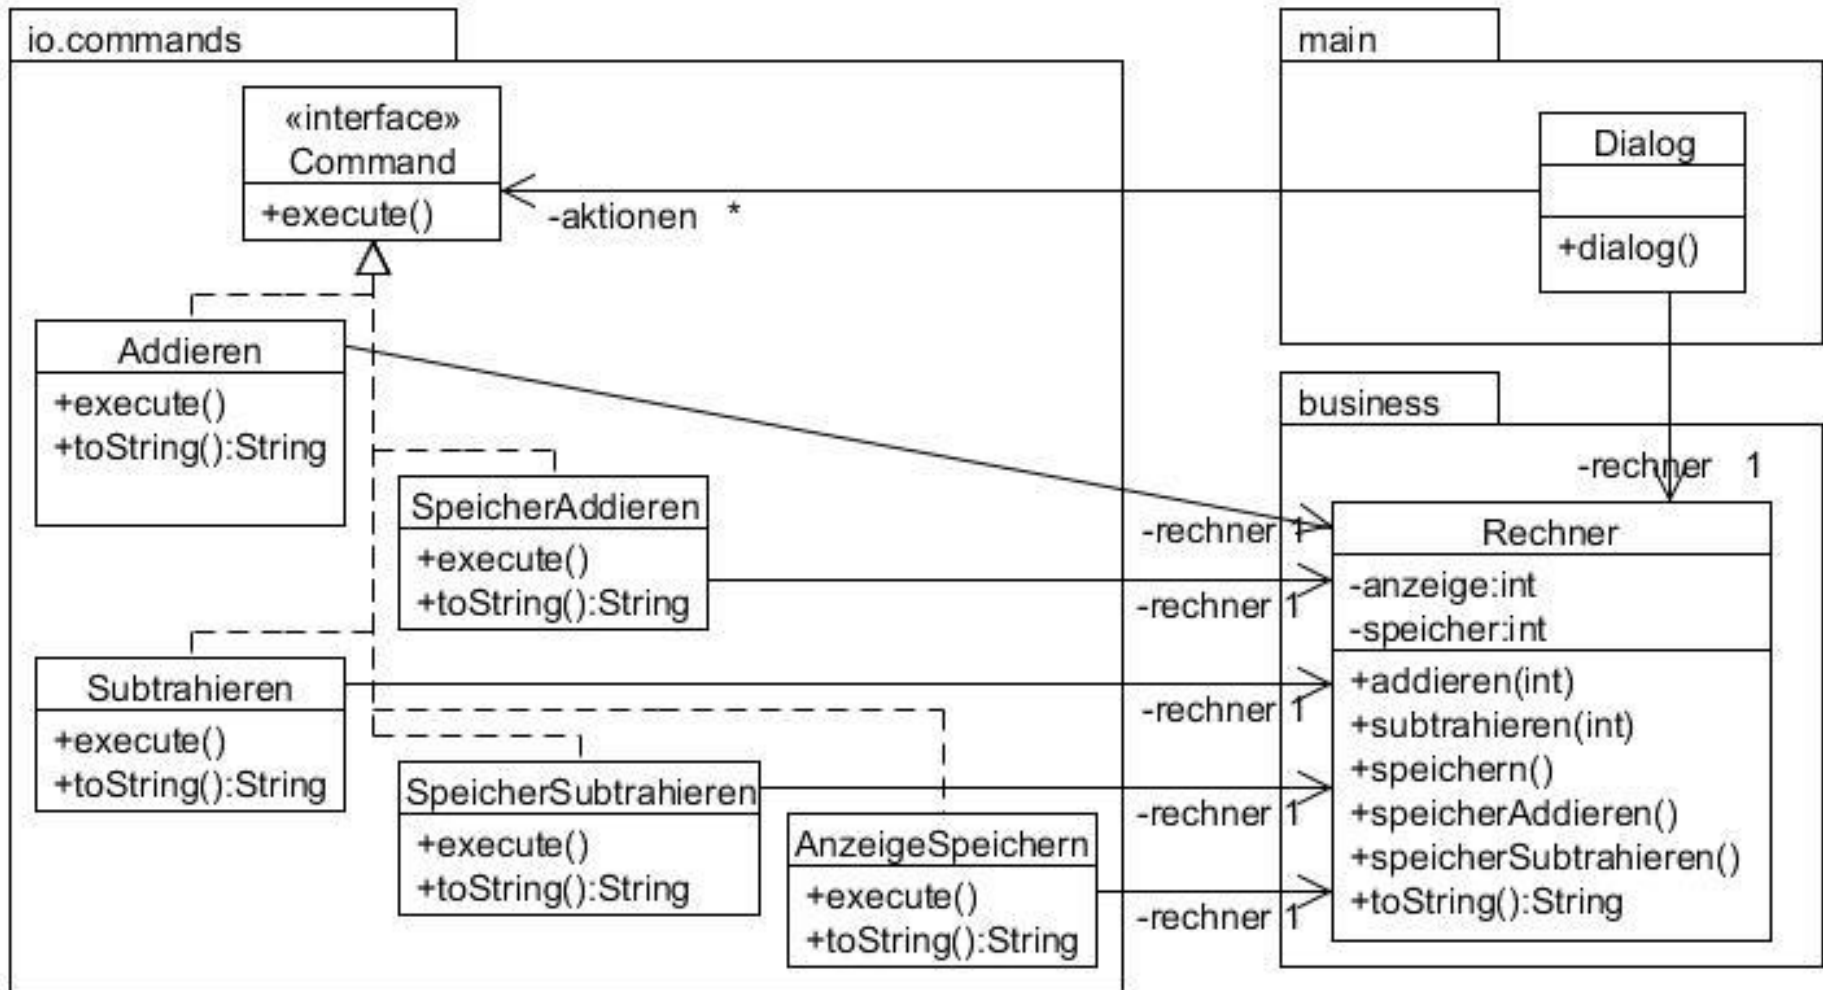 io.commands
«interface»
Command
+execute()
-aktionen *
Addieren
+execute()
+toString():String
SpeicherAddieren
+execute()
+toString():String
Subtrahieren
+execute()
+toString():String
SpeicherSubtrahieren
+execute()
+toString():String
AnzeigeSpeichern
+execute()
+toString():String
main
Dialog
+dialog()
business
-rechner 1
-rechner 1
-rechner 1
-rechner 1
-rechner 1
-rechner 1
Rechner
-anzeige:int
-speicher:int
+addieren(int)
+subtrahieren(int)
+speichern()
+speicherAddieren()
+speicherSubtrahieren()
+toString():String